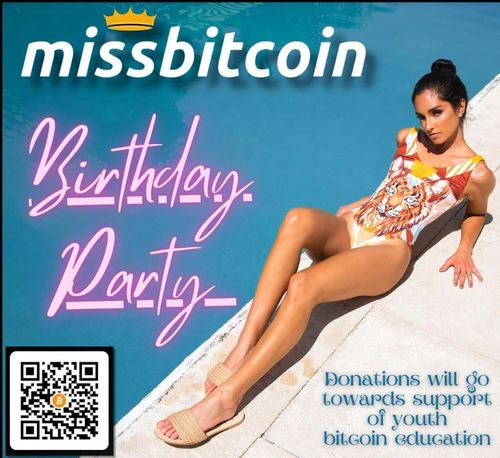 missbitcoin
Birthday
Party
Donations will go
towards support
of youth
bitcoin education